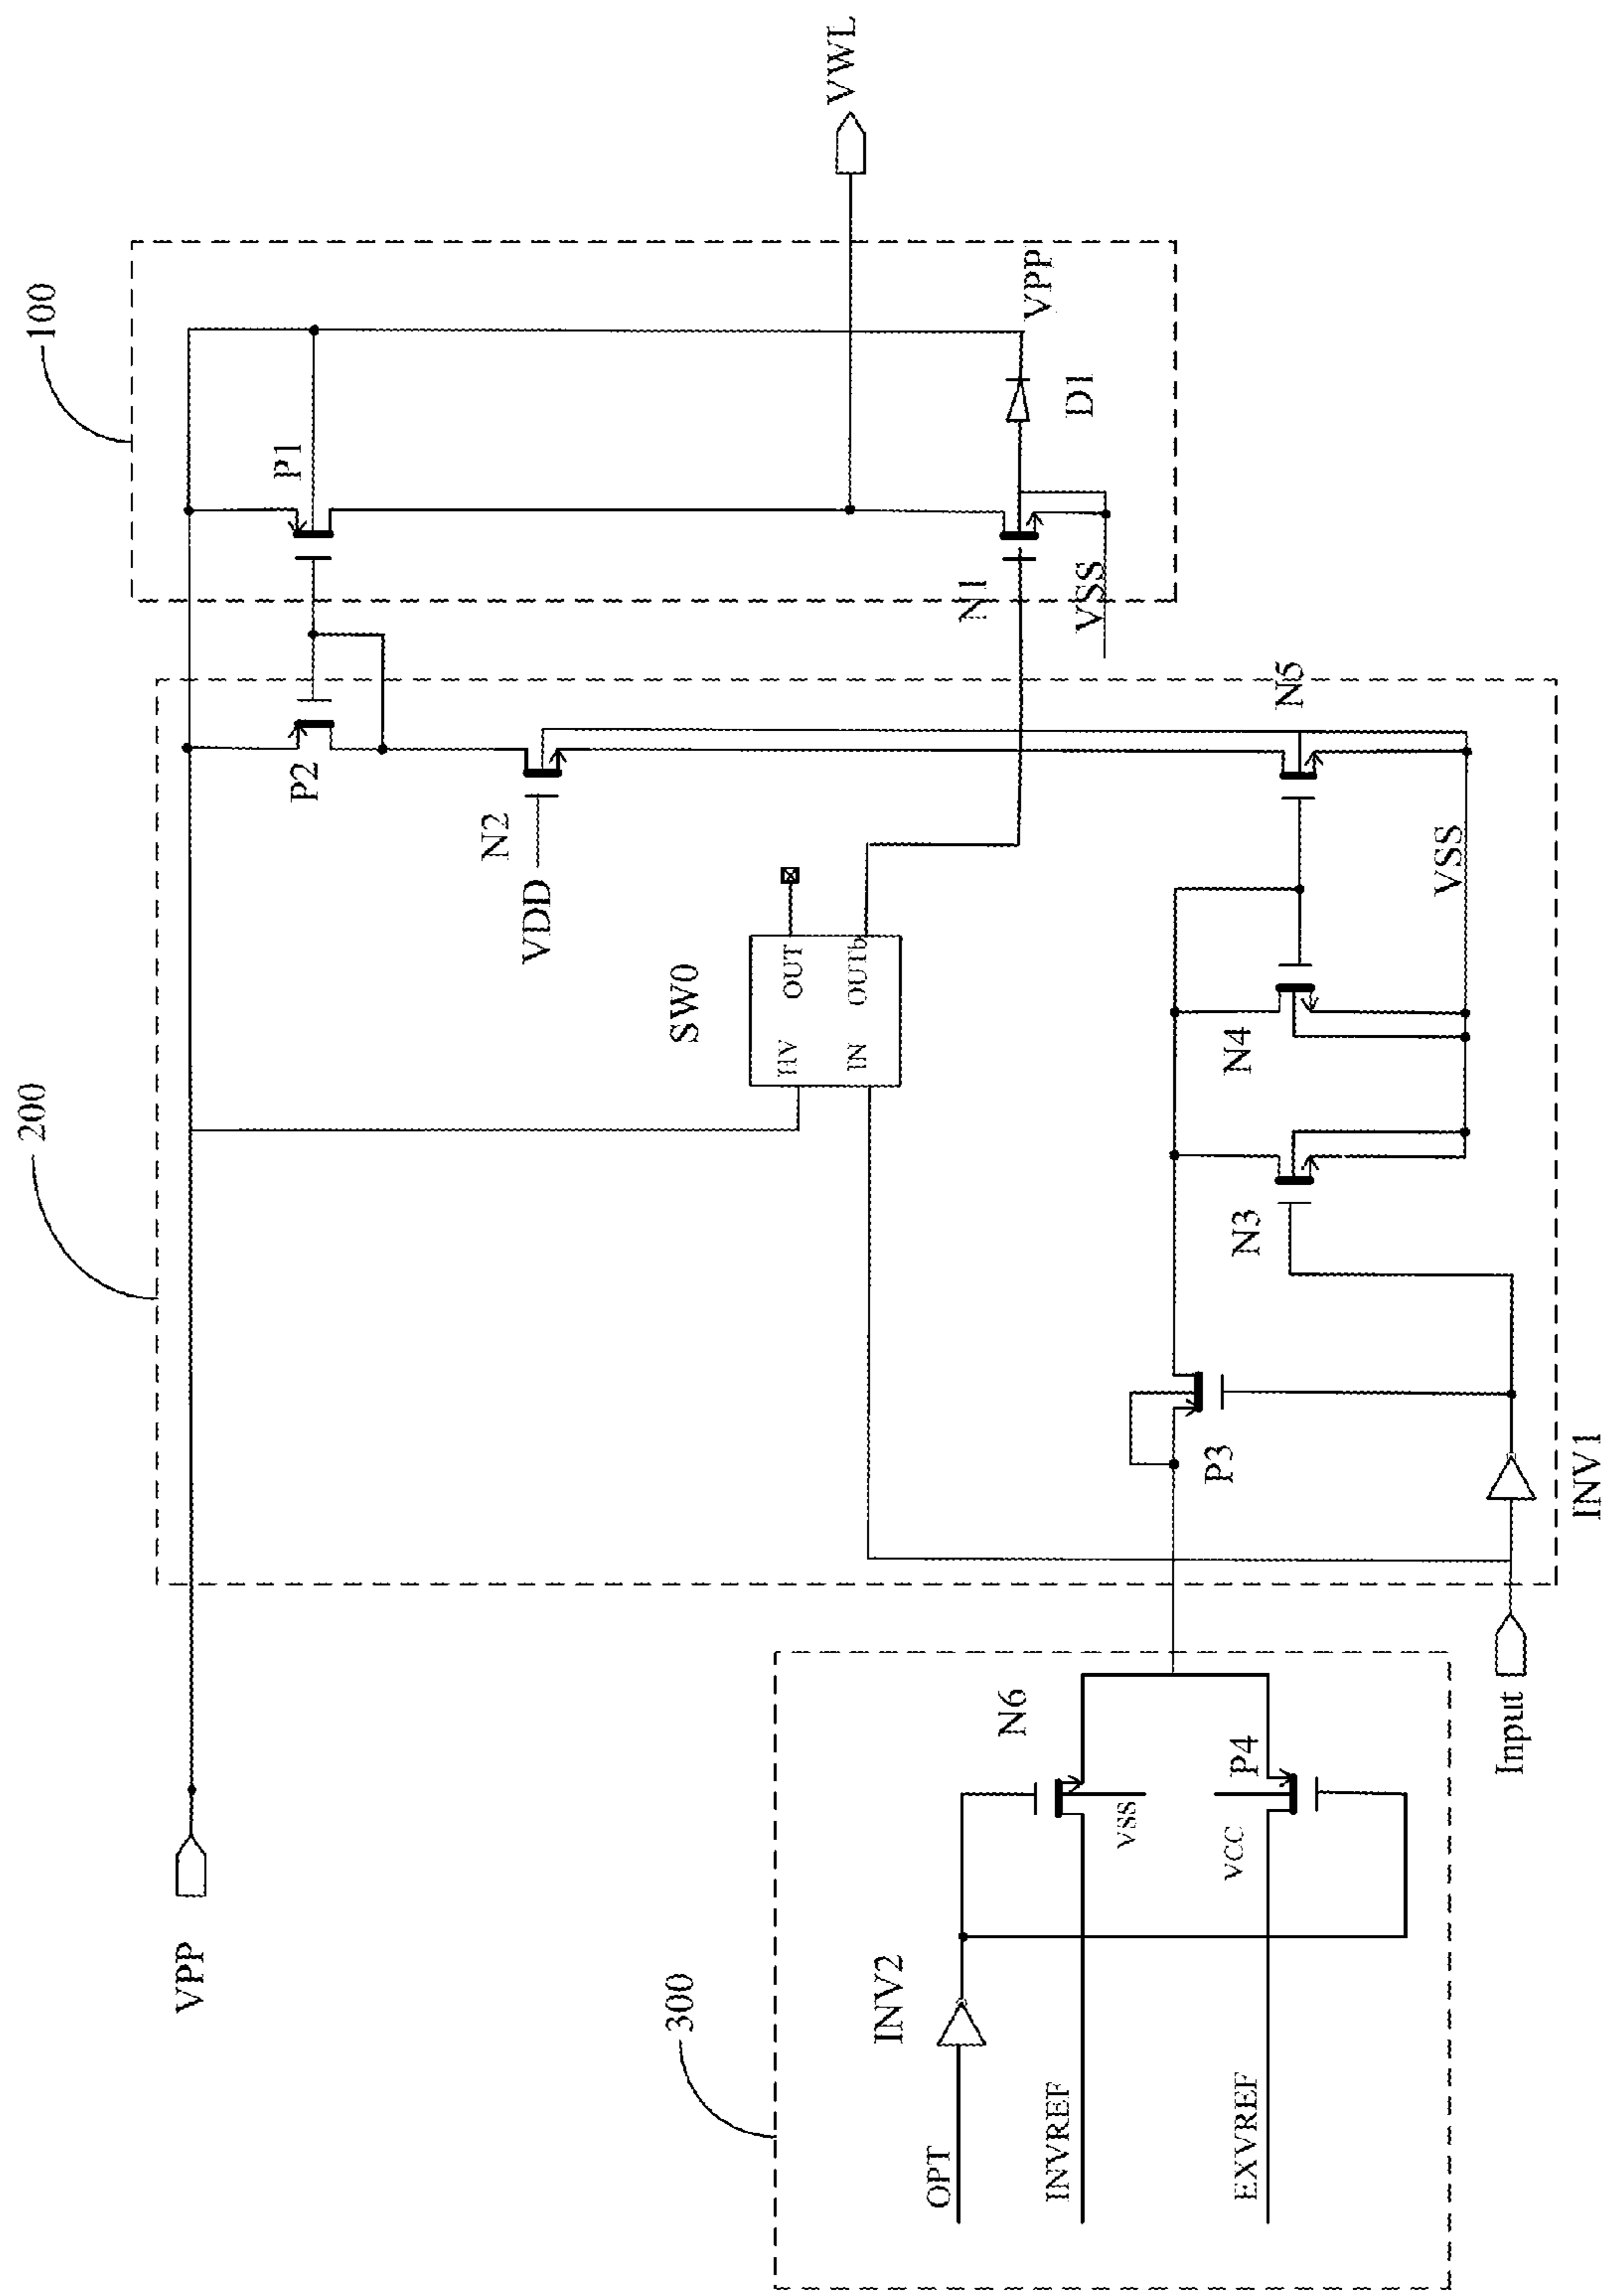 100
200
300
VPP
VWL
P1
D1
VPP
N1
VSS
P2
N2
VDD
SW0
HV
OUT
IN
OUTb
N5
VSS
N4
N3
P3
INV1
Input
N6
VSS
P4
VCC
INV2
OPT
INVREF
EXVREF